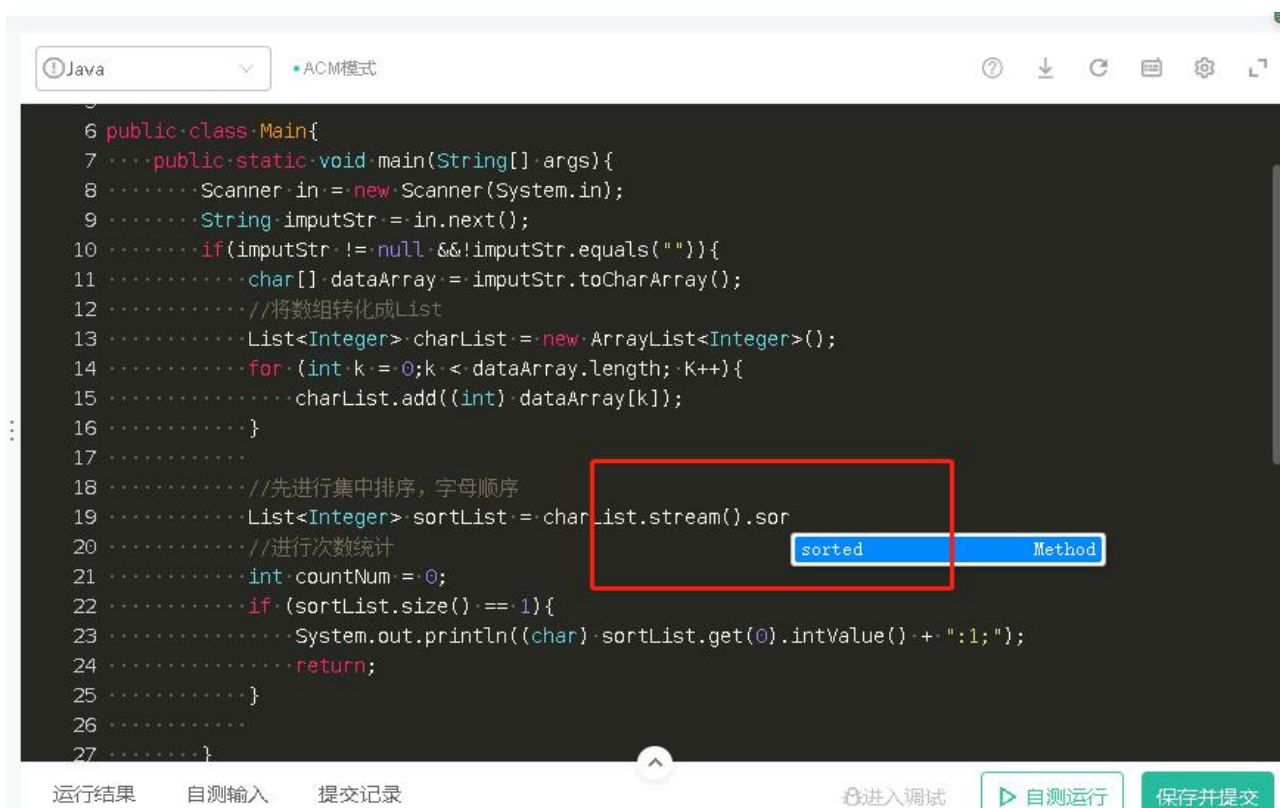 Java
•ACM模式
6 public class Main{
7 ····public·static·void·main(String[]·args){
8 ········Scanner·in·=·new·Scanner(System.in);
9 ········String·imputStr·=·in.next();
10 ········if(imputStr·!=·null·&&!imputStr.equals("")){
11 ············char[]·dataArray·=·imputStr.toCharArray();
12 ············//将数组转化成List
13 ············List<Integer>·charList·=·new·ArrayList<Integer>();
14 ············for·(int·k·=·0;k·<·dataArray.length;·K++){
15 ················charList.add((int)·dataArray[k]);
16 ············}
17 ············
18 ············//先进行集中排序，字母顺序
19 ············List<Integer>·sortList·=·charList.stream().sor
20 ············//进行次数统计
sorted Method
21 ············int·countNum·=·0;
22 ············if·(sortList.size()·==·1){
23 ················System.out.println((char)·sortList.get(0).intValue()·+·":1;");
24 ················return;
25 ············}
26 ············
27 ········}
运行结果 自测输入 提交记录 进入调试 自测运行 保存并提交